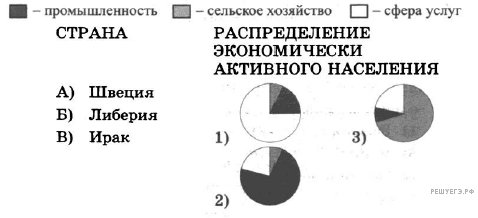 – промышленность – сельское хозяйство – сфера услуг
СТРАНА
РАСПРЕДЕЛЕНИЕ
ЭКОНОМИЧЕСКИ
АКТИВНОГО НАСЕЛЕНИЯ
А) Швеция
Б) Либерия
В) Ирак
1)
3)
2)
РЕШУЕГЭ.РФ